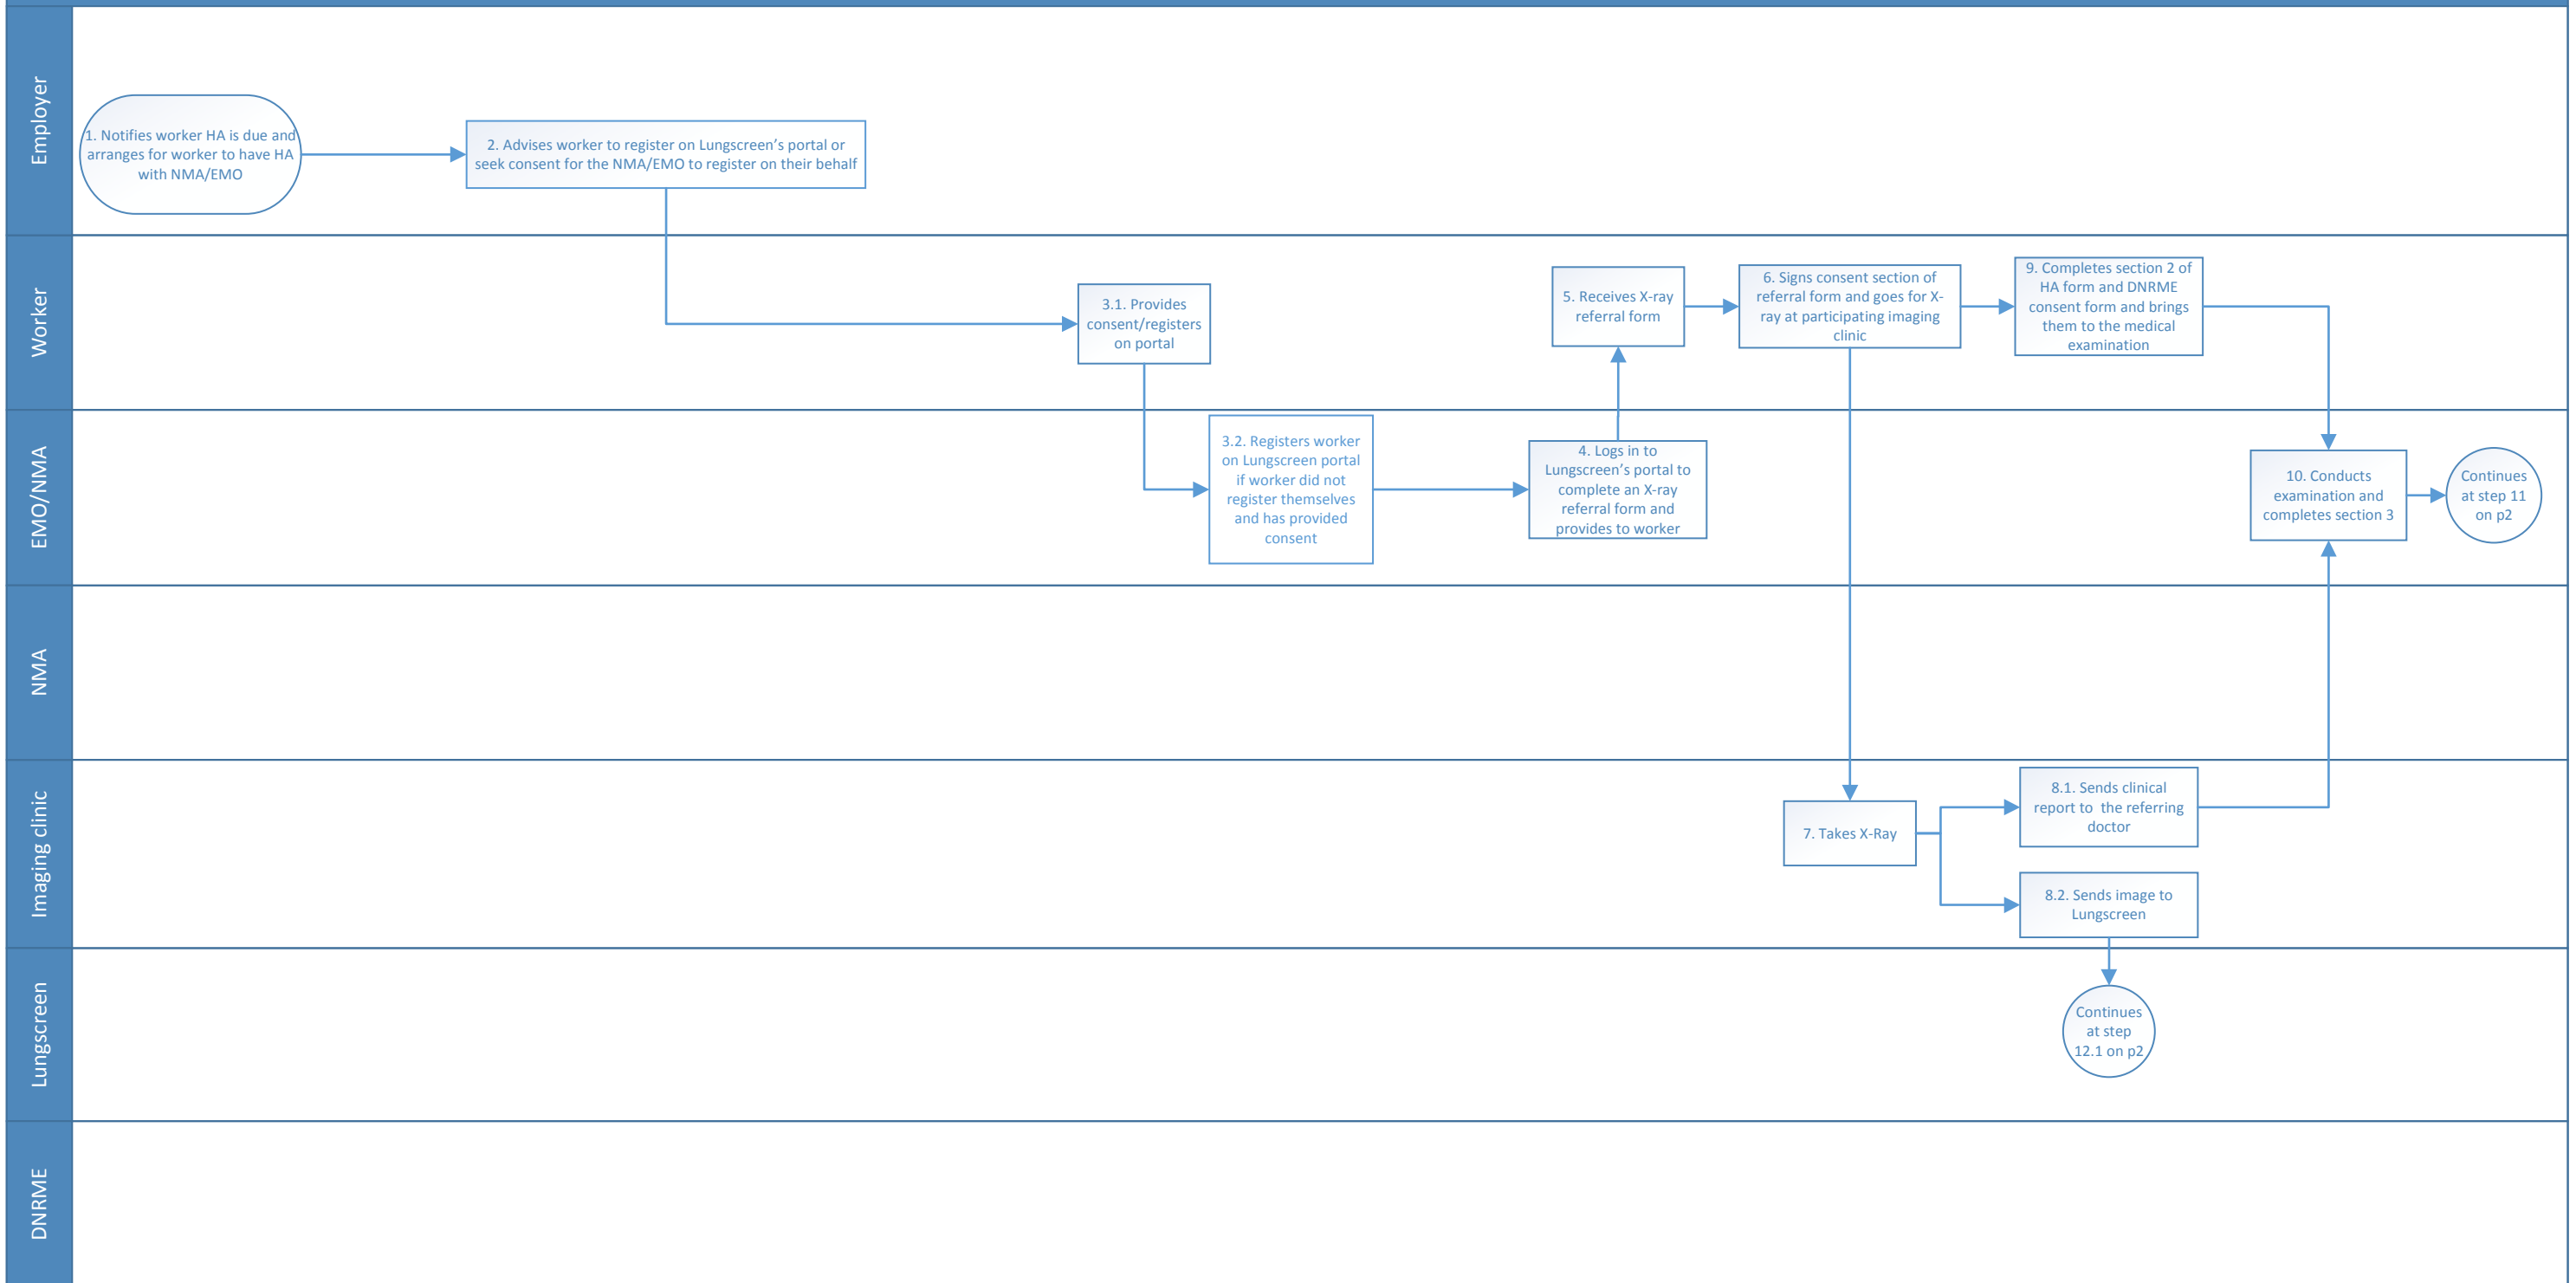 Employer
1. Notifies worker HA is due and
arranges for worker to have HA
with NMA/EMO
2. Advises worker to register on Lungscreen’s portal or
seek consent for the NMA/EMO to register on their behalf
Worker
3.1. Provides
consent/registers
on portal
5. Receives X-ray
referral form
6. Signs consent section of
referral form and goes for X-
ray at participating imaging
clinic
9. Completes section 2 of
HA form and DNRME
consent form and brings
them to the medical
examination
EMO/NMA
3.2. Registers worker
on Lungscreen portal
if worker did not
register themselves
and has provided
consent
4. Logs in to
Lungscreen’s portal to
complete an X-ray
referral form and
provides to worker
10. Conducts
examination and
completes section 3
Continues
at step 11
on p2
NMA
Imaging clinic
7. Takes X-Ray
8.1. Sends clinical
report to  the referring
doctor
8.2. Sends image to
Lungscreen
Lungscreen
Continues
at step
12.1 on p2
DNRME